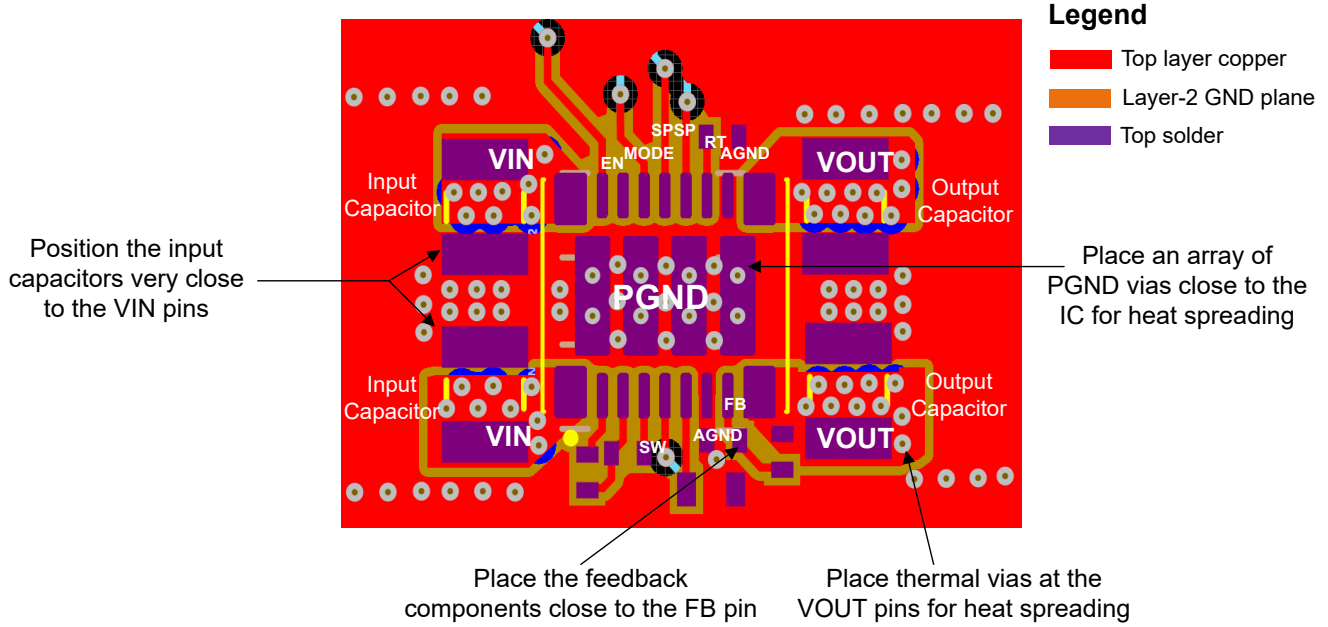 Legend
Top layer copper
Layer-2 GND plane
Top solder
SPSP
RT
EN
MODE
AGND
VIN
VOUT
Input
Capacitor
Output
Capacitor
2
Position the input
capacitors very close
to the VIN pins
PGND
Place an array of
PGND vias close to the
IC for heat spreading
Input
Capacitor
Output
Capacitor
FB
VIN
SW
AGND
VOUT
Place the feedback
components close to the FB pin
Place thermal vias at the
VOUT pins for heat spreading